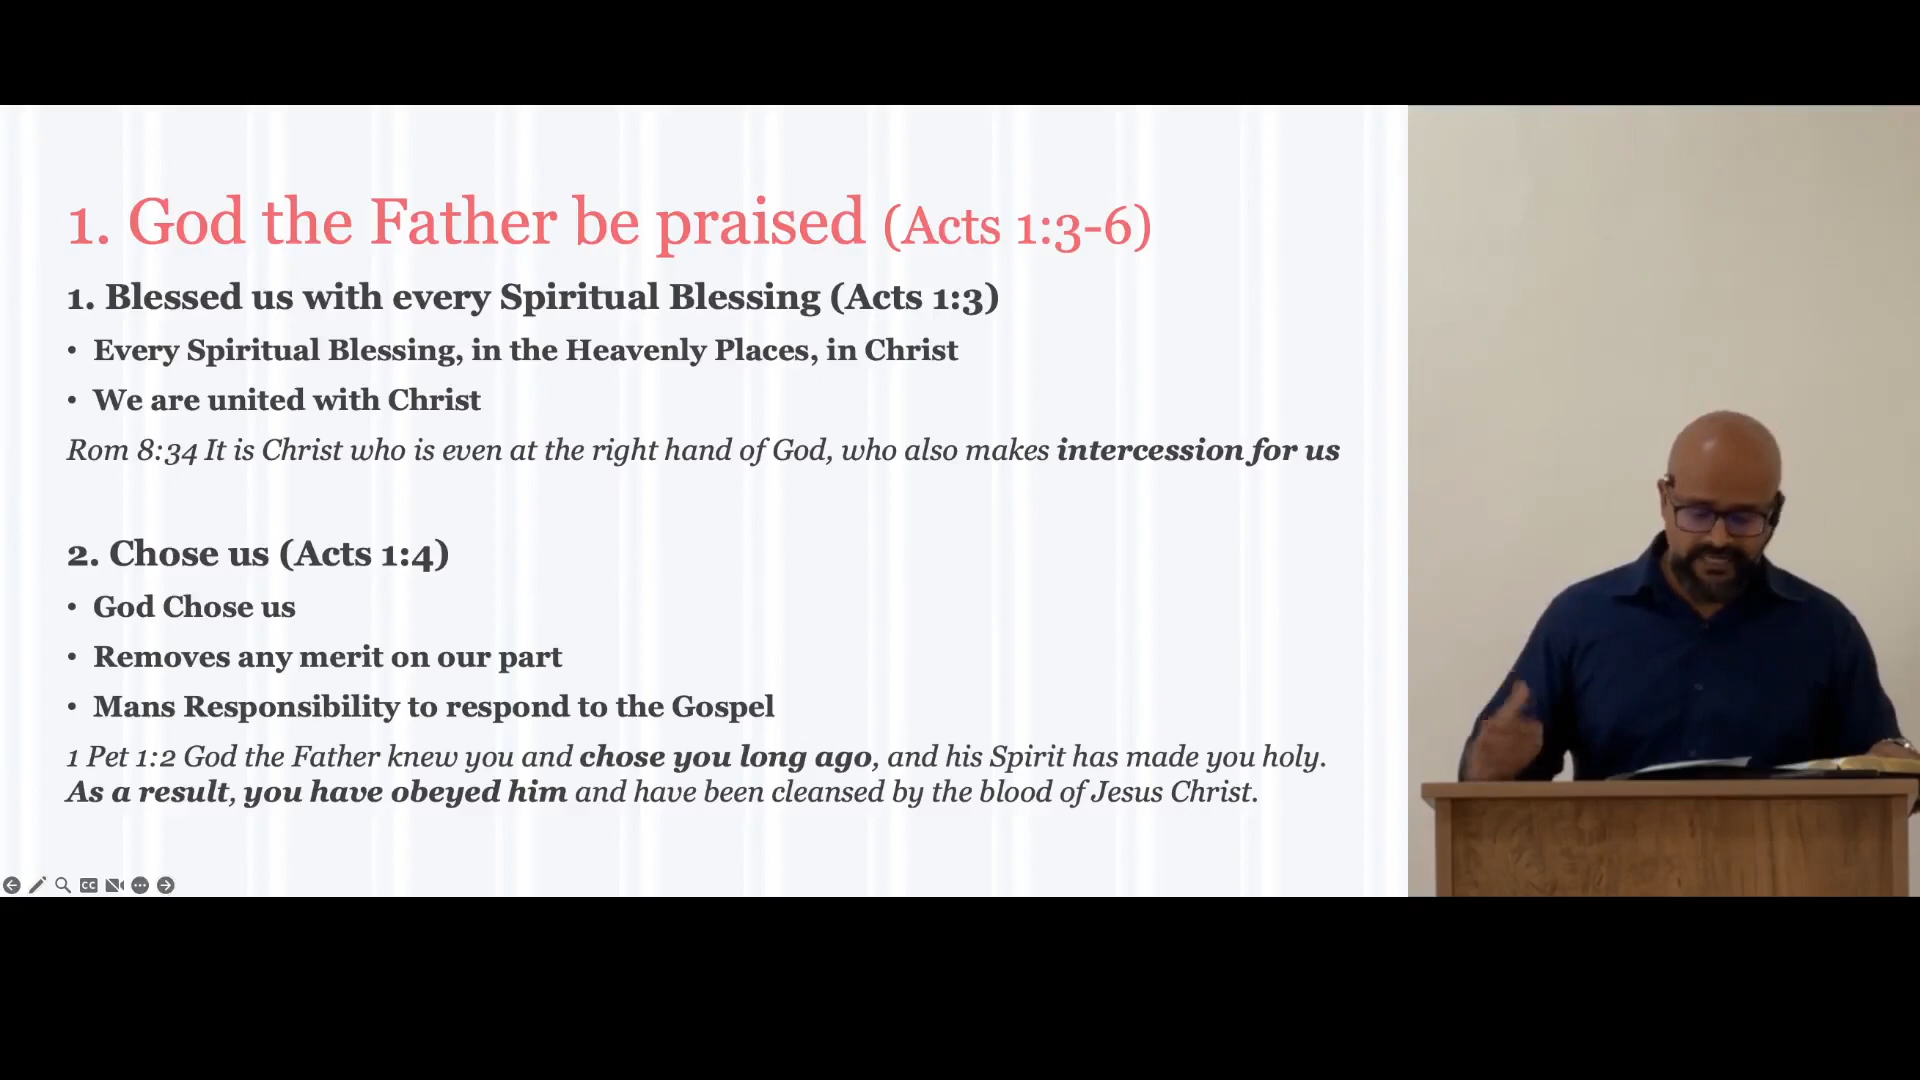 1. God the Father be praised (Acts 1:3-6)
1. Blessed us with every Spiritual Blessing (Acts 1:3)
• Every Spiritual Blessing, in the Heavenly Places, in Christ
• We are united with Christ
Rom 8:34 It is Christ who is even at the right hand of God, who also makes intercession for us
2. Chose us (Acts 1:4)
• God Chose us
• Removes any merit on our part
• Mans Responsibility to respond to the Gospel
1 Pet 1:2 God the Father knew you and chose you long ago, and his Spirit has made you holy.
As a result, you have obeyed him and have been cleansed by the blood of Jesus Christ.
CC